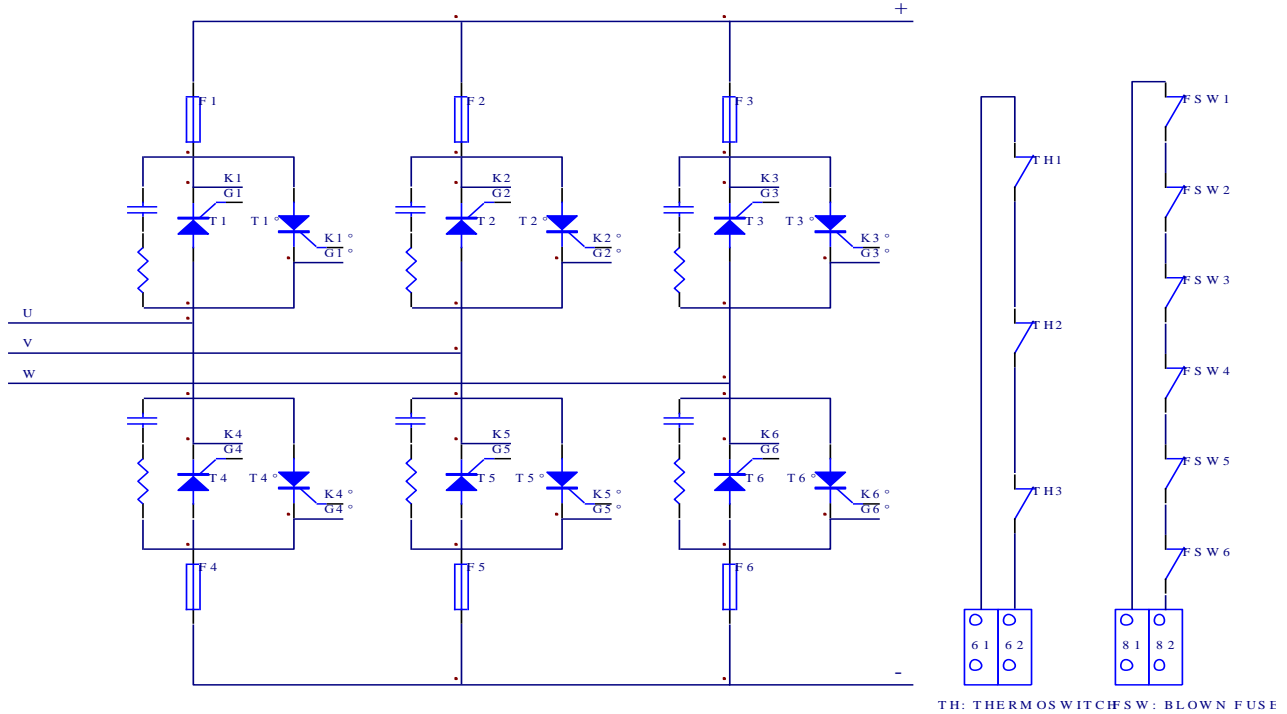 +
F1 F2 F3
FSW1
TH1
K1 K2 K3
G1 G2 G3
FSW2
T1 T1° T2 T2° T3 T3°
K1° K2° K3°
G1° G2° G3°
FSW3
U
TH2
V
FSW4
W
K4 K5 K6
G4 G5 G6
FSW5
T4 T4° T5 T5° T6 T6°
K4° K5° K6°
G4° G5° G6°
TH3
FSW6
F4 F5 F6
61 62 81 82
-
TH: THERMOSWITCH FSW: BLOWN FUSE